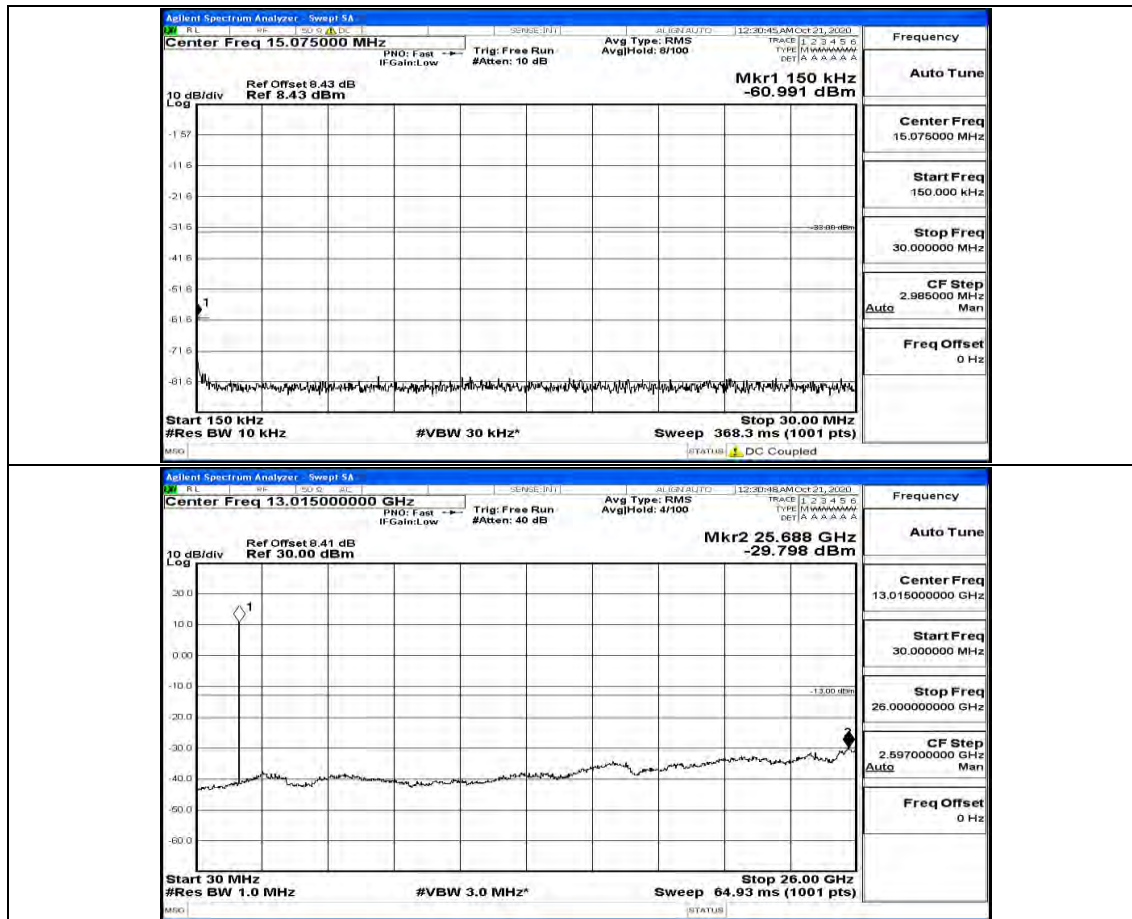 Agilent Spectrum Analyzer - Swept SA
RL RF 50 Ω DC SENSE:INT ALIGN AUTO 12:30:45 AM Oct 21, 2020
Center Freq 15.075000 MHz
PNO: Fast
IFGain:Low
Trig: Free Run
#Atten: 10 dB
Avg Type: RMS
Avg|Hold: 8/100
TRACE 1 2 3 4 5 6
TYPE MWWWWW
DET A A A A A A
Ref Offset 8.43 dB
Ref 8.43 dBm
10 dB/div
Log
Mkr1 150 kHz
-60.991 dBm
-1.57
-11.6
-21.6
-31.6
-33.00 dBm
-41.6
-51.6
1
-61.6
-71.6
-81.6
Start 150 kHz
#Res BW 10 kHz
#VBW 30 kHz*
Stop 30.00 MHz
Sweep 368.3 ms (1001 pts)
MSG
STATUS DC Coupled
Frequency
Auto Tune
Center Freq
15.075000 MHz
Start Freq
150.000 kHz
Stop Freq
30.000000 MHz
CF Step
2.985000 MHz
Auto Man
Freq Offset
0 Hz
Agilent Spectrum Analyzer - Swept SA
RL RF 50 Ω AC SENSE:INT ALIGN AUTO 12:30:48 AM Oct 21, 2020
Center Freq 13.015000000 GHz
PNO: Fast
IFGain:Low
Trig: Free Run
#Atten: 40 dB
Avg Type: RMS
Avg|Hold: 4/100
TRACE 1 2 3 4 5 6
TYPE MWWWWW
DET A A A A A A
Ref Offset 8.41 dB
Ref 30.00 dBm
10 dB/div
Log
Mkr2 25.688 GHz
-29.798 dBm
20.0
1
10.0
0.00
-10.0
-13.00 dBm
-20.0
2
-30.0
-40.0
-50.0
-60.0
Start 30 MHz
#Res BW 1.0 MHz
#VBW 3.0 MHz*
Stop 26.00 GHz
Sweep 64.93 ms (1001 pts)
MSG
STATUS
Frequency
Auto Tune
Center Freq
13.015000000 GHz
Start Freq
30.000000 MHz
Stop Freq
26.000000000 GHz
CF Step
2.597000000 GHz
Auto Man
Freq Offset
0 Hz